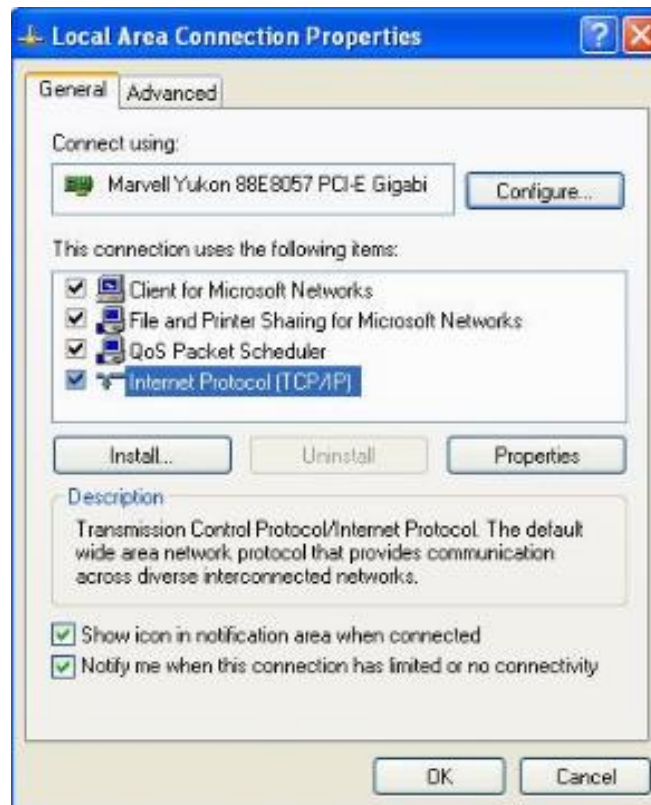 Local Area Connection Properties
General
Advanced
Connect using:
Marvell Yukon 88E8057 PCI-E Gigabi
Configure...
This connection uses the following items:
Client for Microsoft Networks
File and Printer Sharing for Microsoft Networks
QoS Packet Scheduler
Internet Protocol (TCP/IP)
Install...
Uninstall
Properties
Description
Transmission Control Protocol/Internet Protocol. The default
wide area network protocol that provides communication
across diverse interconnected networks.
Show icon in notification area when connected
Notify me when this connection has limited or no connectivity
OK
Cancel